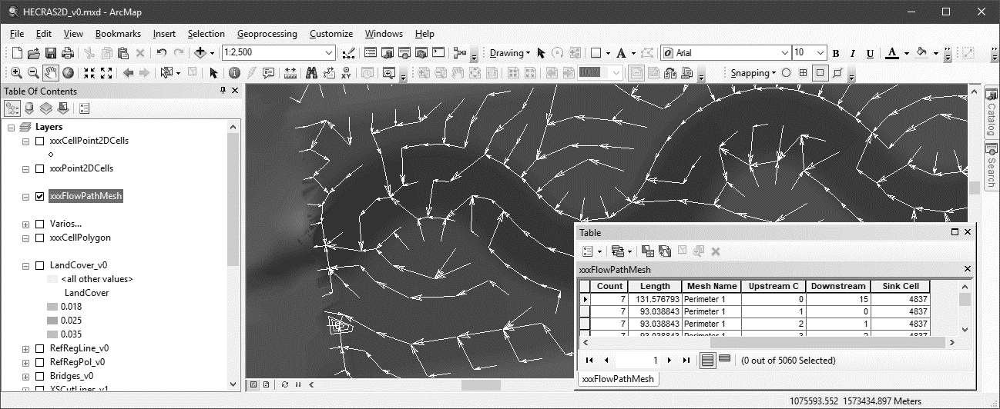 HECRAS2D_v0.mxd - ArcMap
File Edit View Bookmarks Insert Selection Geoprocessing Customize Windows Help
1:2,500 Drawing Arial 10 B I U A
100% Snapping
Table Of Contents
Layers
xxxCellPoint2DCells
xxxPoint2DCells
xxxFlowPathMesh
Varios...
xxxCellPolygon
LandCover_v0
<all other values>
LandCover
0.018
0.025
0.035
RefRegLine_v0
RefRegPol_v0
Bridges_v0
XSCutLines_v1
Catalog
Search
Table
xxxFlowPathMesh
Count Length Mesh Name Upstream C Downstream Sink Cell
7 131.576793 Perimeter 1 0 15 4837
7 93.038843 Perimeter 1 1 0 4837
7 93.038843 Perimeter 1 2 1 4837
7 93.038843 Perimeter 1 3 2 4837
1 (0 out of 5060 Selected)
xxxFlowPathMesh
1075593.552 1573434.897 Meters